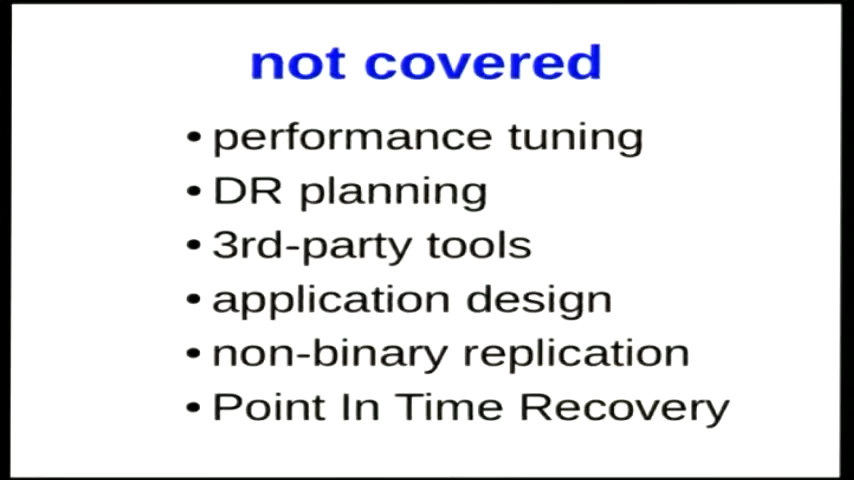 not covered
• performance tuning
• DR planning
• 3rd-party tools
• application design
• non-binary replication
• Point In Time Recovery